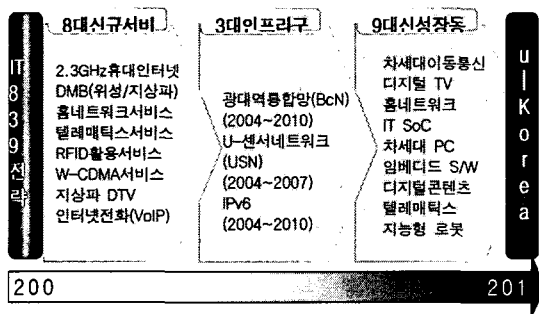 IT839전략
8대신규서비
2.3GHz휴대인터넷
DMB(위성/지상파)
홈네트워크서비스
텔레매틱스서비스
RFID활용서비스
W-CDMA서비스
지상파 DTV
인터넷전화(VoIP)
3대인프라구
광대역통합망(BcN)
(2004~2010)
U-센서네트워크
(USN)
(2004~2007)
IPv6
(2004~2010)
9대신성장동
차세대이동통신
디지털 TV
홈네트워크
IT SoC
차세대 PC
임베디드 S/W
디지털콘텐츠
텔레매틱스
지능형 로봇
u-Korea
200
201